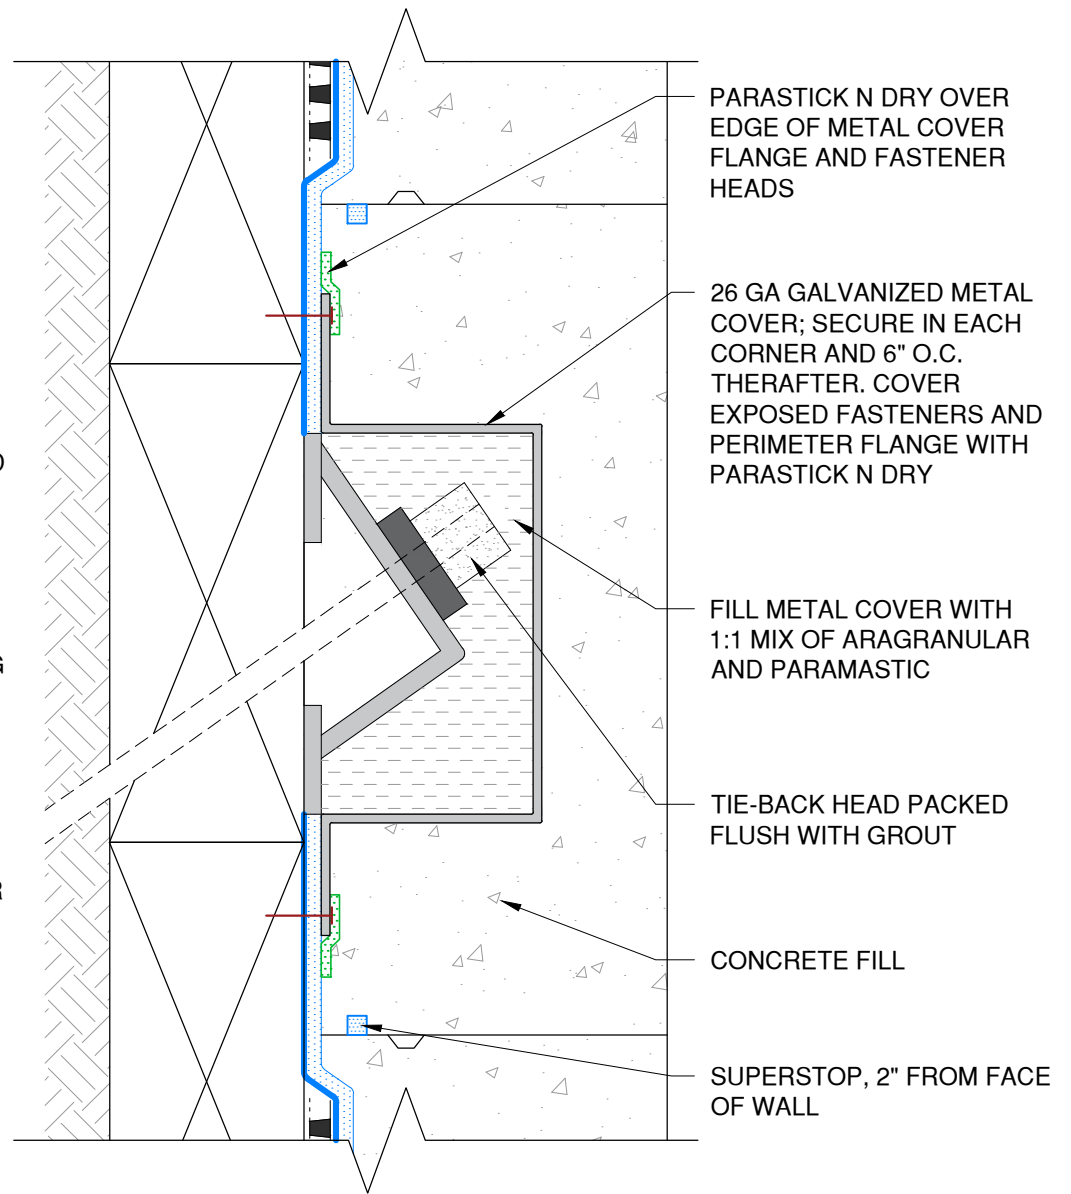 PARASTICK N DRY OVER
EDGE OF METAL COVER
FLANGE AND FASTENER
HEADS
26 GA GALVANIZED METAL
COVER; SECURE IN EACH
CORNER AND 6" O.C.
THERAFTER. COVER
EXPOSED FASTENERS AND
PERIMETER FLANGE WITH
PARASTICK N DRY
FILL METAL COVER WITH
1:1 MIX OF ARAGRANULAR
AND PARAMASTIC
TIE-BACK HEAD PACKED
FLUSH WITH GROUT
CONCRETE FILL
SUPERSTOP, 2" FROM FACE
OF WALL